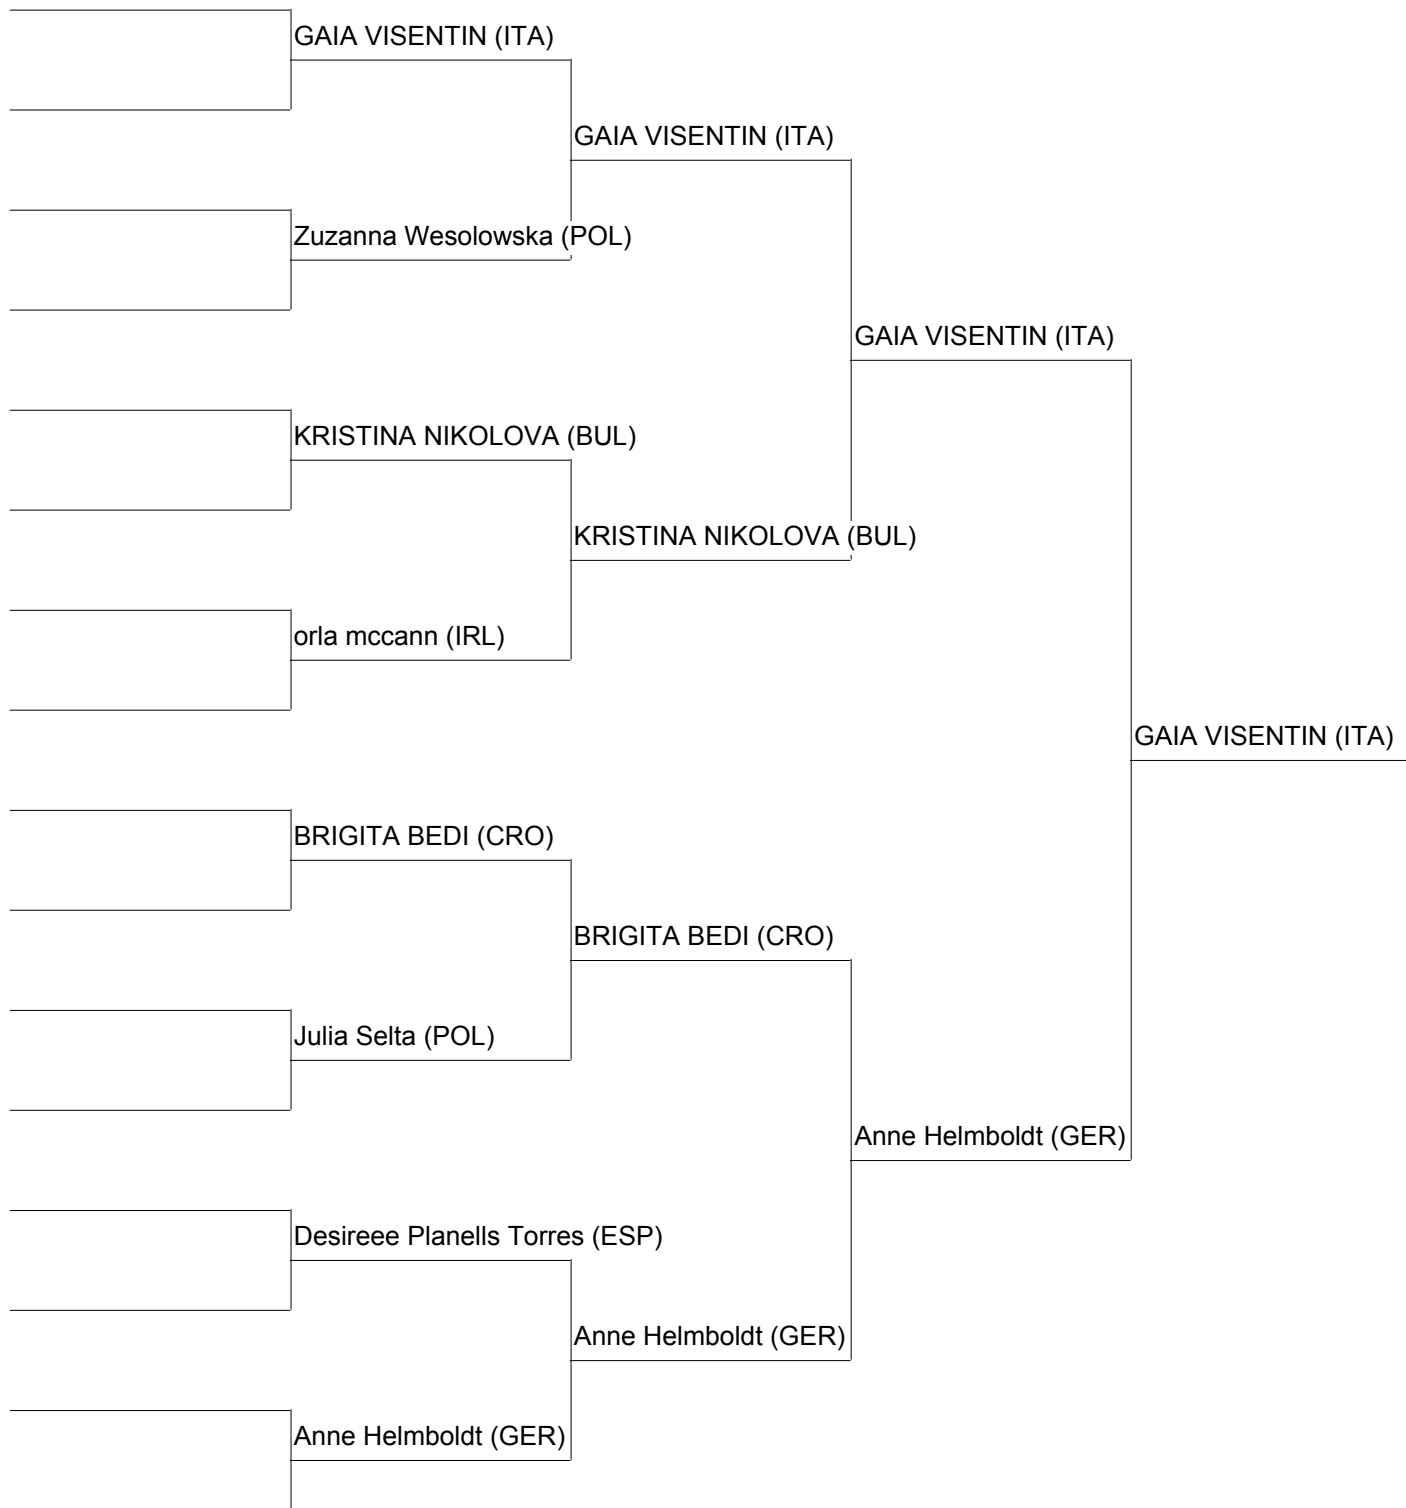 GAIA VISENTIN (ITA)
GAIA VISENTIN (ITA)
Zuzanna Wesolowska (POL)
GAIA VISENTIN (ITA)
KRISTINA NIKOLOVA (BUL)
KRISTINA NIKOLOVA (BUL)
orla mccann (IRL)
GAIA VISENTIN (ITA)
BRIGITA BEDI (CRO)
BRIGITA BEDI (CRO)
Julia Selta (POL)
Anne Helmboldt (GER)
Desireee Planells Torres (ESP)
Anne Helmboldt (GER)
Anne Helmboldt (GER)